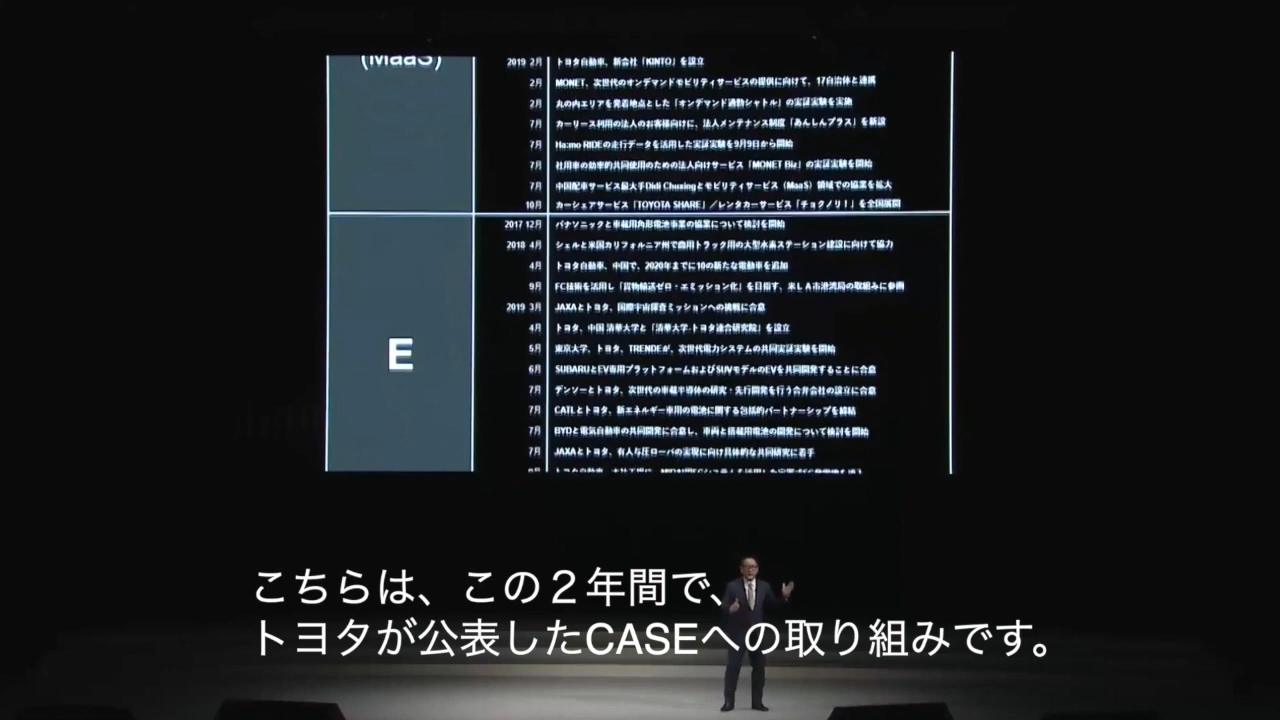 (MaaS)
2019 2月 トヨタ自動車、新会社「KINTO」を設立
2月 MONET、次世代のオンデマンドモビリティサービスの提供に向けて、17自治体と連携
2月 丸の内エリアを発着地点とした「オンデマンド通勤シャトル」の実証実験を実施
7月 カーリース利用の法人のお客様向けに、法人メンテナンス制度「あんしんプラス」を新設
7月 Ha:mo RIDEの走行データを活用した実証実験を9月9日から開始
7月 社用車の効率的共同使用のための法人向けサービス「MONET Biz」の実証実験を開始
7月 中国配車サービス最大手Didi Chuxingとモビリティサービス（MaaS）領域での協業を拡大
10月 カーシェアサービス「TOYOTA SHARE」／レンタカーサービス「チョクノリ！」を全国展開
E
2017 12月 パナソニックと車載用角形電池事業の協業について検討を開始
2018 4月 シェルと米国カリフォルニア州で商用トラック用の大型水素ステーション建設に向けて協力
4月 トヨタ自動車、中国で、2020年までに10の新たな電動車を追加
9月 FC技術を活用し「貨物輸送ゼロ・エミッション化」を目指す、米ＬＡ市港湾局の取組みに参画
2019 3月 JAXAとトヨタ、国際宇宙探査ミッションへの挑戦に合意
4月 トヨタ、中国 清華大学と「清華大学-トヨタ連合研究院」を設立
5月 東京大学、トヨタ、TRENDEが、次世代電力システムの共同実証実験を開始
6月 SUBARUとEV専用プラットフォームおよびSUVモデルのEVを共同開発することに合意
7月 デンソーとトヨタ、次世代の車載半導体の研究・先行開発を行う合弁会社の設立に合意
7月 CATLとトヨタ、新エネルギー車用の電池に関する包括的パートナーシップを締結
7月 BYDと電気自動車の共同開発に合意し、車両と搭載用電池の開発について検討を開始
7月 JAXAとトヨタ、有人与圧ローバの実現に向け具体的な共同研究に着手
こちらは、この２年間で、
トヨタが公表したCASEへの取り組みです。